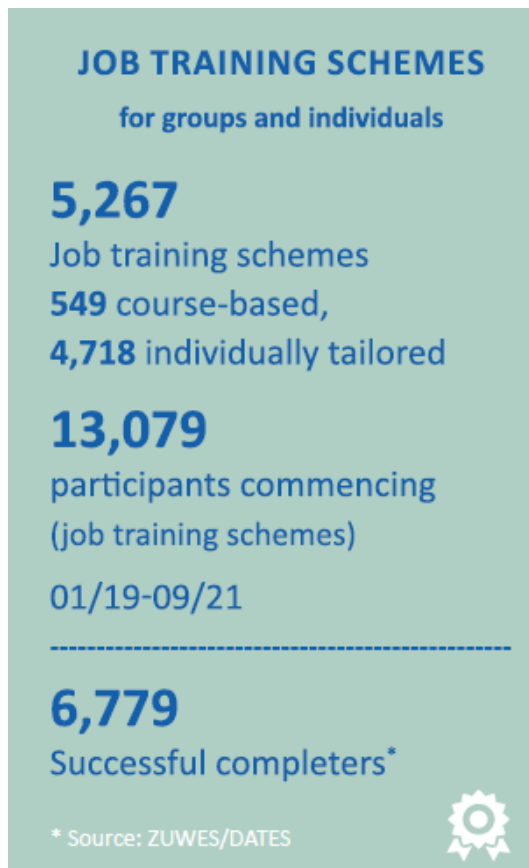 JOB TRAINING SCHEMES
for groups and individuals
5,267
Job training schemes
549 course-based,
4,718 individually tailored
13,079
participants commencing
(job training schemes)
01/19-09/21
--------------------------------------------------
6,779
Successful completers*
* Source: ZUWES/DATES